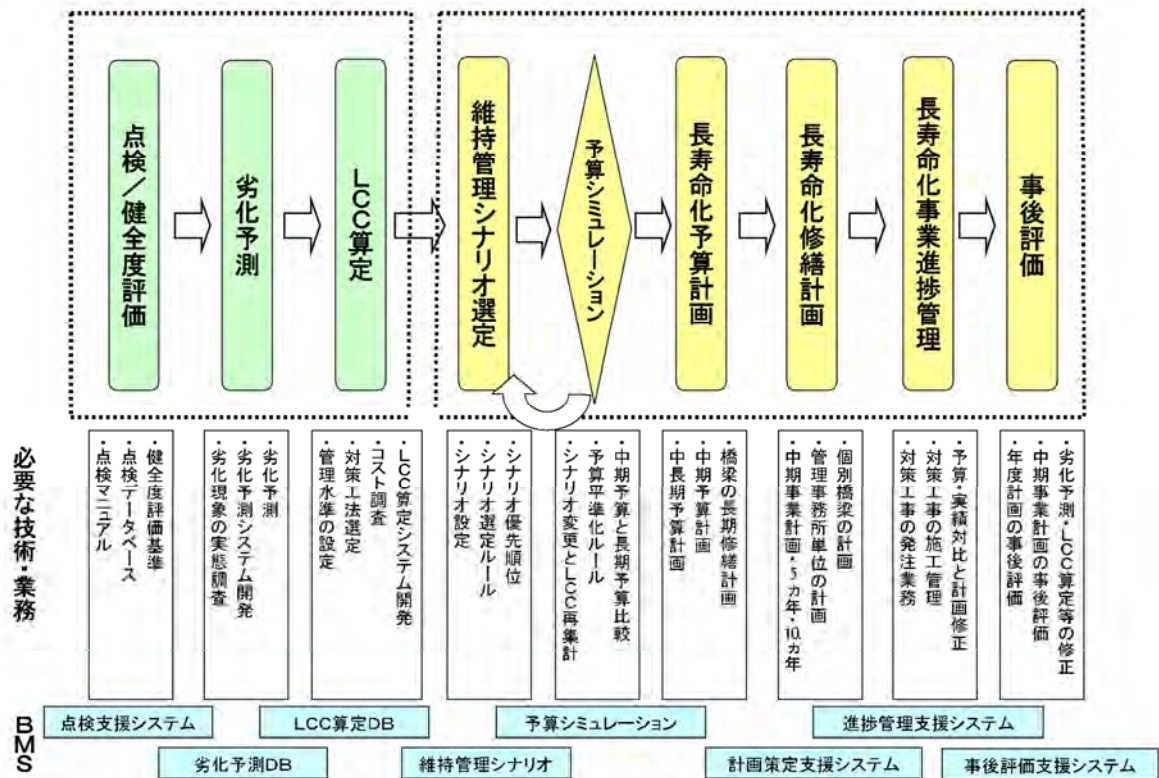 点検／健全度評価
劣化予測
LCC算定
維持管理シナリオ選定
予算シミュレーション
長寿命化予算計画
長寿命化修繕計画
長寿命化事業進捗管理
事後評価
必要な技術・業務
・健全度評価基準
・点検データベース
・点検マニュアル
・劣化予測
・劣化予測システム開発
・劣化現象の実態調査
・LCC算定システム開発
・コスト調査
・対策工法選定
・管理水準の設定
・シナリオ優先順位
・シナリオ選定ルール
・シナリオ設定
・中期予算と長期予算比較
・予算平準化ルール
・シナリオ変更とLCC再集計
・橋梁の長期修繕計画
・中期予算計画
・中長期予算計画
・個別橋梁の計画
・管理事務所単位の計画
・中期事業計画・5ヵ年・10ヵ年
・予算・実績対比と計画修正
・対策工事の施工管理
・対策工事の発注業務
・劣化予測・LCC算定等の修正
・中期事業計画の事後評価
・年度計画の事後評価
BMS
点検支援システム
LCC算定DB
予算シミュレーション
進捗管理支援システム
劣化予測DB
維持管理シナリオ
計画策定支援システム
事後評価支援システム